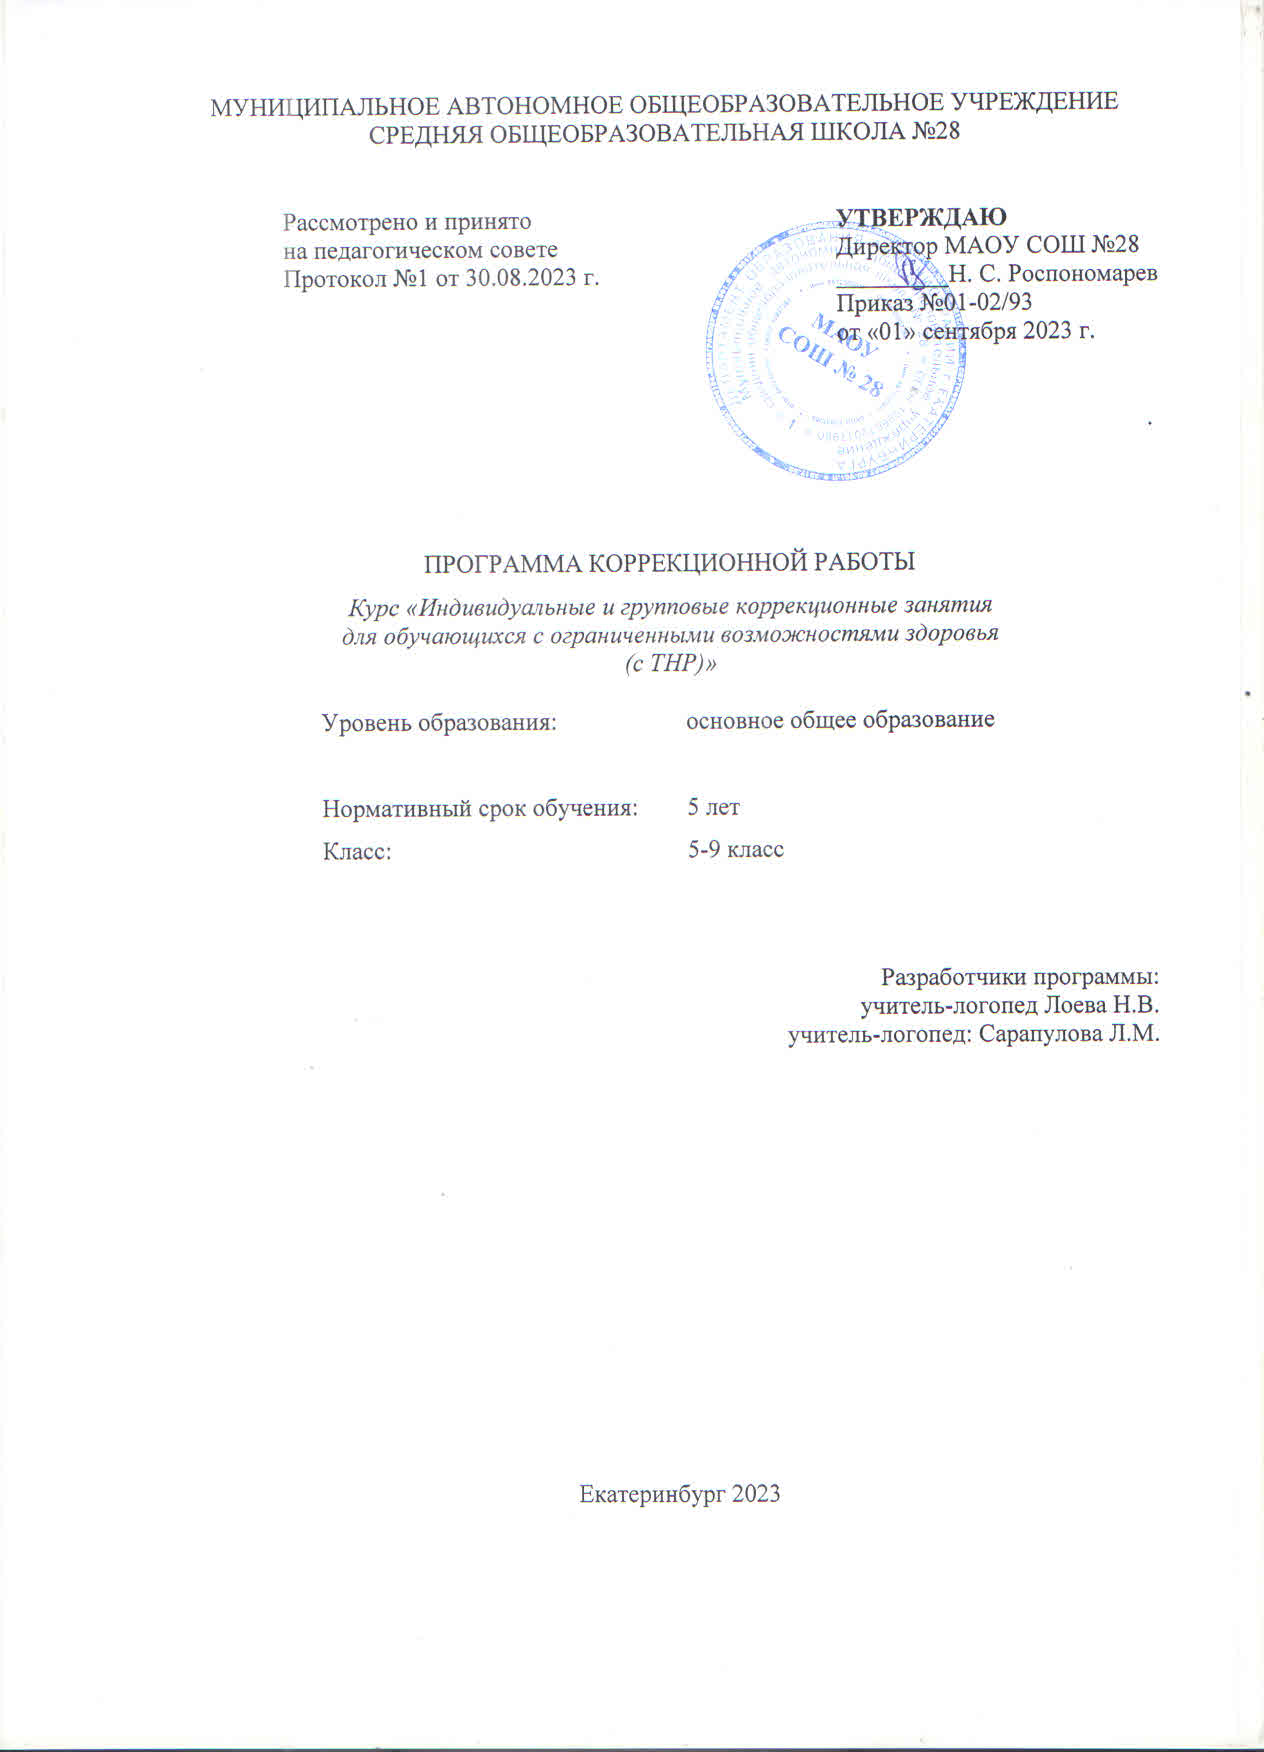 МУНИЦИПАЛЬНОЕ АВТОНОМНОЕ ОБЩЕОБРАЗОВАТЕЛЬНОЕ УЧРЕЖДЕНИЕ
СРЕДНЯЯ ОБЩЕОБРАЗОВАТЕЛЬНАЯ ШКОЛА №28
Рассмотрено и принято
на педагогическом совете
Протокол №1 от 30.08.2023 г.
УТВЕРЖДАЮ
Директор МАОУ СОШ №28
Н. С. Роспономарев
Приказ №01-02/93
от «01» сентября 2023 г.
МАОУ
СОШ № 28
ПРОГРАММА КОРРЕКЦИОННОЙ РАБОТЫ
Курс «Индивидуальные и групповые коррекционные занятия
для обучающихся с ограниченными возможностями здоровья
(с ТНР)»
Уровень образования: основное общее образование
Нормативный срок обучения: 5 лет
Класс: 5-9 класс
Разработчики программы:
учитель-логопед Лоева Н.В.
учитель-логопед: Сарапулова Л.М.
Екатеринбург 2023